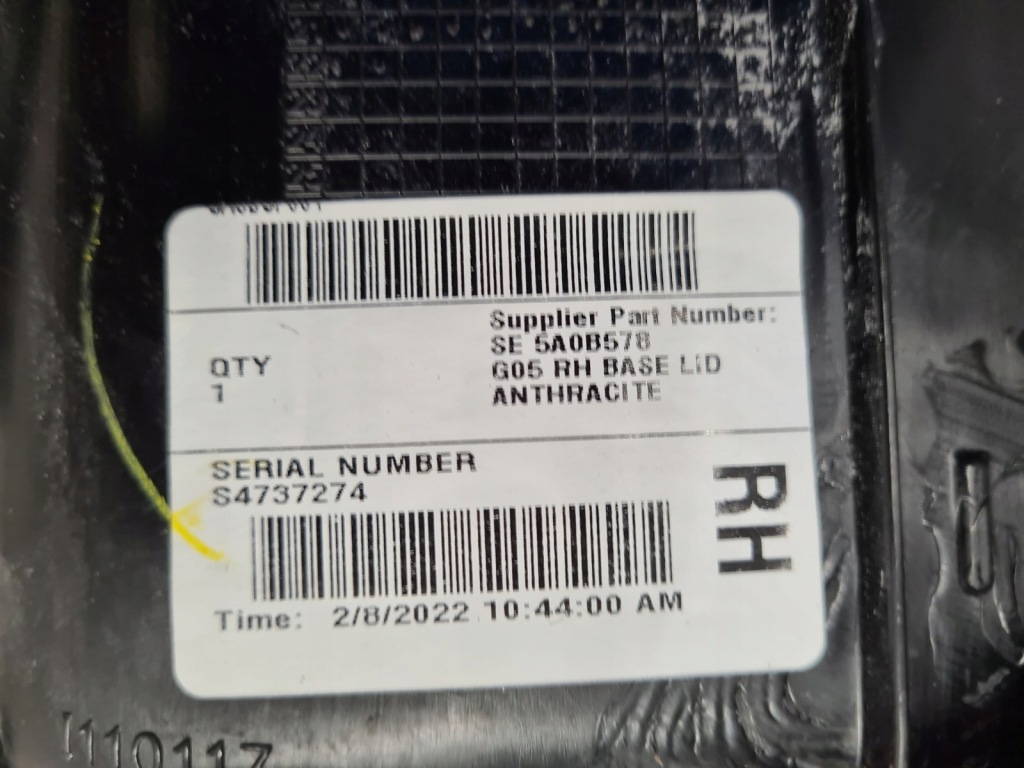 Supplier Part Number:
SE 5A0B578
G05 RH BASE LID
ANTHRACITE
QTY
1
SERIAL NUMBER
S4737274
RH
Time: 2/8/2022 10:44:00 AM